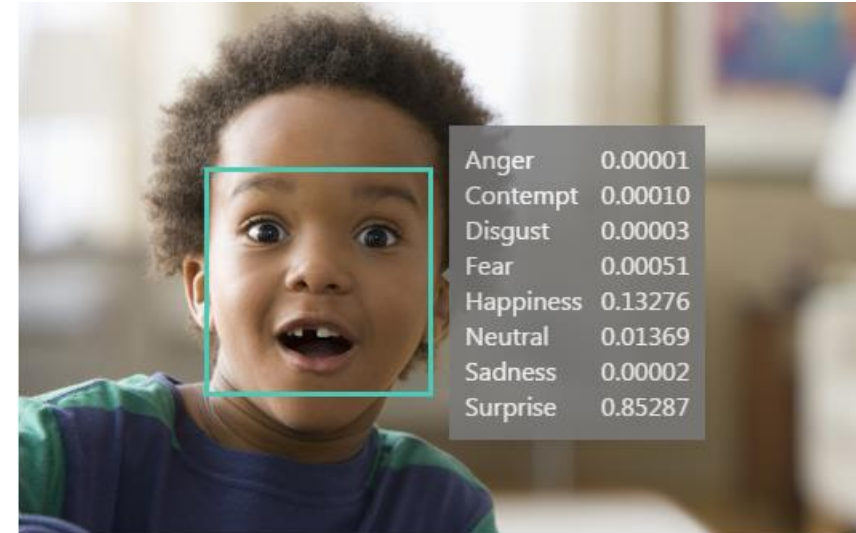 Anger 0.00001
Contempt 0.00010
Disgust 0.00003
Fear 0.00051
Happiness 0.13276
Neutral 0.01369
Sadness 0.00002
Surprise 0.85287